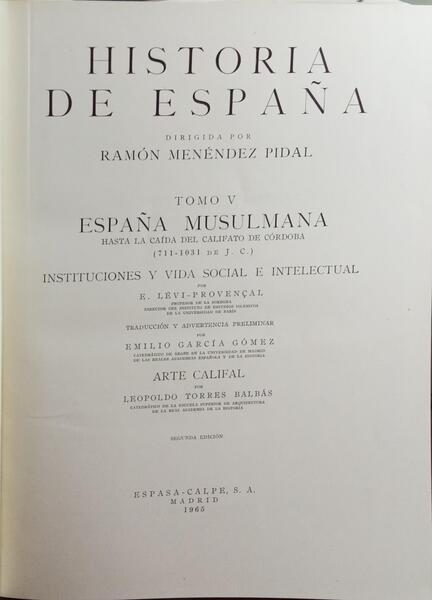 HISTORIA
DE ESPAÑA
DIRIGIDA POR
RAMÓN MENÉNDEZ PIDAL
TOMO V
ESPAÑA MUSULMANA
HASTA LA CAÍDA DEL CALIFATO DE CÓRDOBA
(711-1031 DE J. C.)
INSTITUCIONES Y VIDA SOCIAL E INTELECTUAL
POR
E. LÉVI-PROVENÇAL
PROFESOR DE LA SORBONA
DIRECTOR DEL INSTITUTO DE ESTUDIOS ISLÁMICOS
DE LA UNIVERSIDAD DE PARÍS
TRADUCCIÓN Y ADVERTENCIA PRELIMINAR
POR
EMILIO GARCÍA GÓMEZ
CATEDRÁTICO DE ÁRABE EN LA UNIVERSIDAD DE MADRID
DE LAS REALES ACADEMIAS ESPAÑOLA Y DE LA HISTORIA
ARTE CALIFAL
POR
LEOPOLDO TORRES BALBÁS
CATEDRÁTICO DE LA ESCUELA SUPERIOR DE ARQUITECTURA
DE LA REAL ACADEMIA DE LA HISTORIA
SEGUNDA EDICIÓN
ESPASA-CALPE, S. A.
MADRID
1965